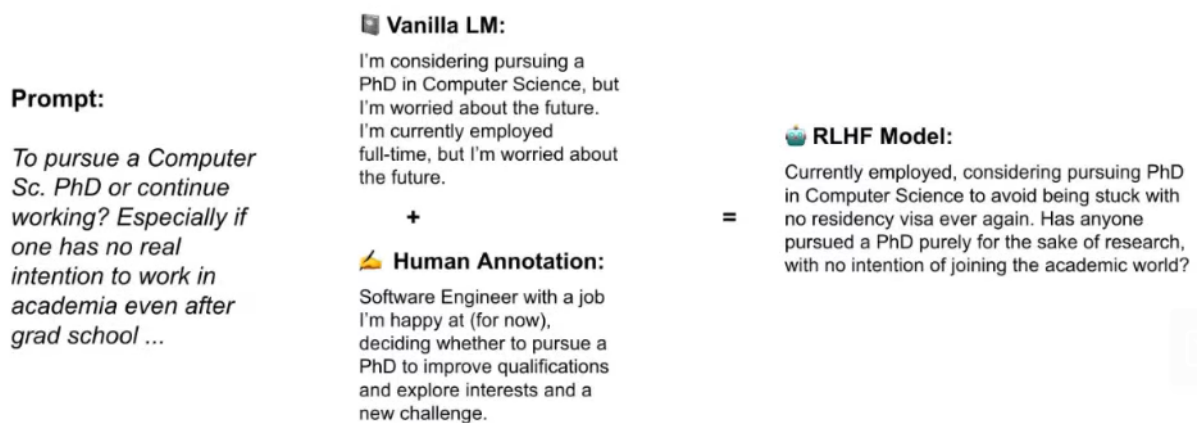 Prompt:
To pursue a Computer
Sc. PhD or continue
working? Especially if
one has no real
intention to work in
academia even after
grad school ...
Vanilla LM:
I'm considering pursuing a
PhD in Computer Science, but
I'm worried about the future.
I'm currently employed
full-time, but I'm worried about
the future.
+
Human Annotation:
Software Engineer with a job
I'm happy at (for now),
deciding whether to pursue a
PhD to improve qualifications
and explore interests and a
new challenge.
=
RLHF Model:
Currently employed, considering pursuing PhD
in Computer Science to avoid being stuck with
no residency visa ever again. Has anyone
pursued a PhD purely for the sake of research,
with no intention of joining the academic world?